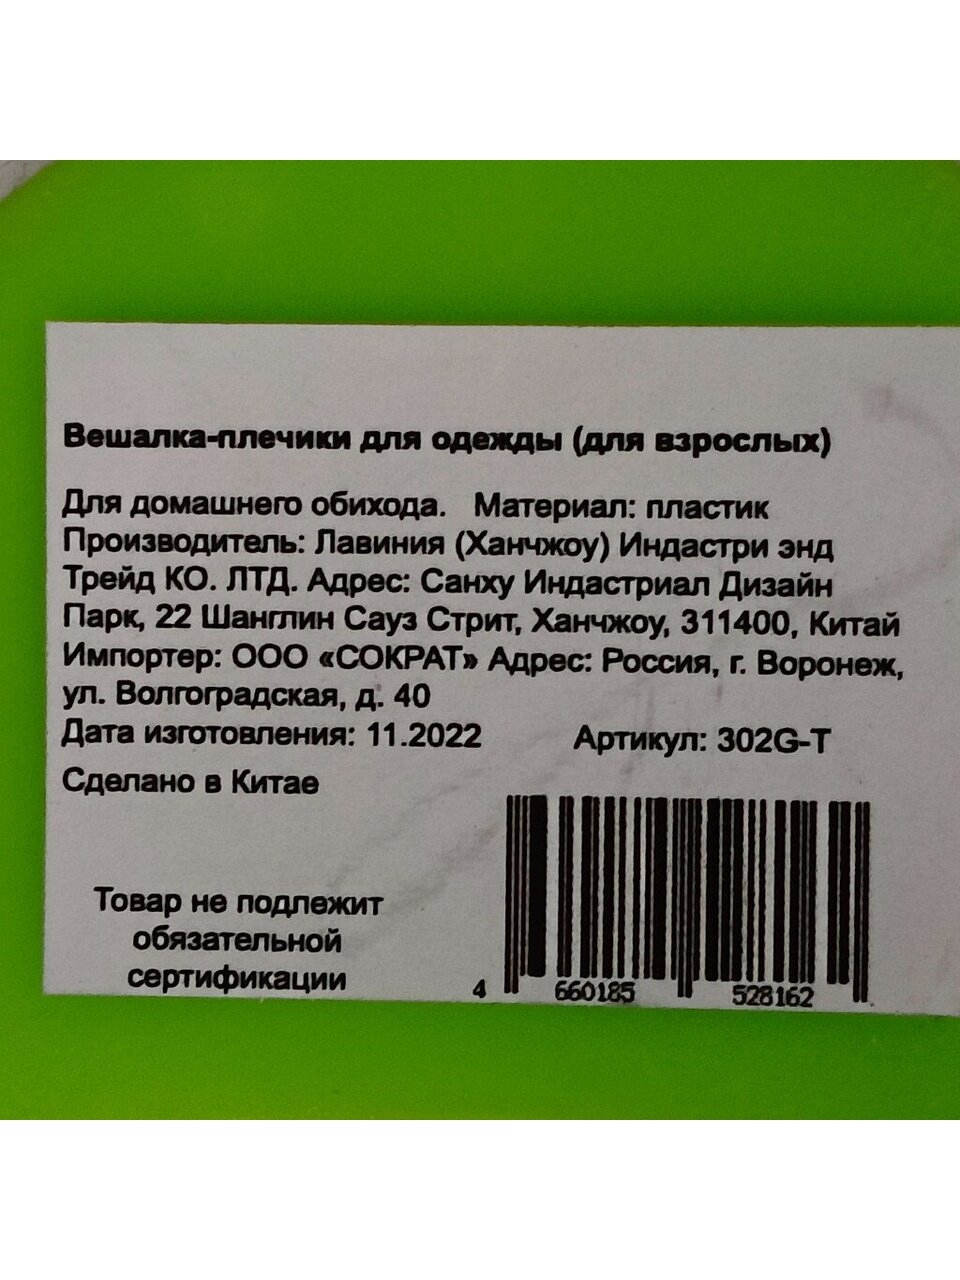 Вешалка-плечики для одежды (для взрослых)
Для домашнего обихода. Материал: пластик
Производитель: Лавиния (Ханчжоу) Индастри энд
Трейд КО. ЛТД. Адрес: Санху Индастриал Дизайн
Парк, 22 Шанглин Сауз Стрит, Ханчжоу, 311400, Китай
Импортер: ООО «СОКРАТ» Адрес: Россия, г. Воронеж,
ул. Волгоградская, д. 40
Дата изготовления: 11.2022 Артикул: 302G-T
Сделано в Китае
Товар не подлежит
обязательной
сертификации
4 660185 528162